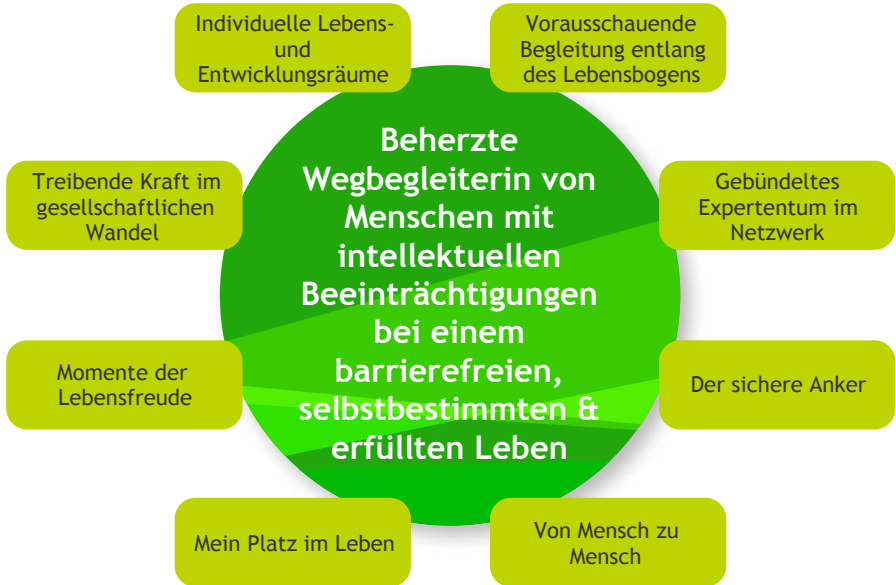 Individuelle Lebens-
und
Entwicklungsräume
Vorausschauende
Begleitung entlang
des Lebensbogens
Beherzte
Wegbegleiterin von
Menschen mit
intellektuellen
Beeinträchtigungen
bei einem
barrierefreien,
selbstbestimmten &
erfüllten Leben
Treibende Kraft im
gesellschaftlichen
Wandel
Gebündeltes
Expertentum im
Netzwerk
Momente der
Lebensfreude
Der sichere Anker
Mein Platz im Leben
Von Mensch zu
Mensch